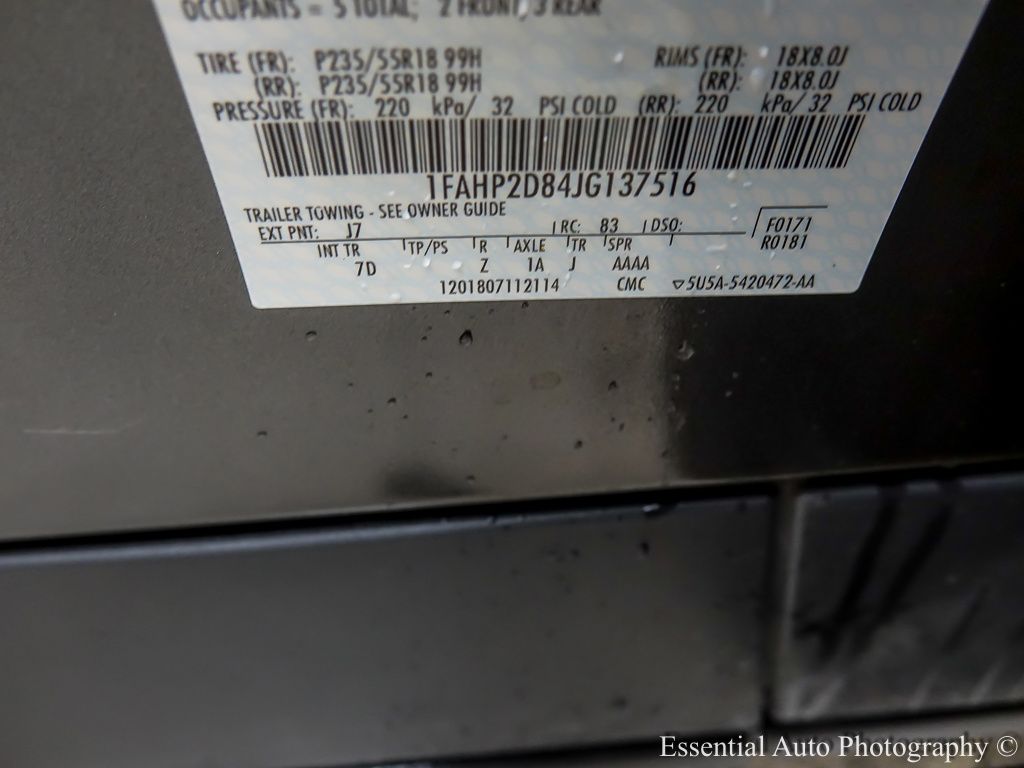 OCCUPANTS = 5 TOTAL; 2 FRONT, 3 REAR
TIRE (FR): P235/55R18 99H RIMS (FR): 18X8.0J
(RR): P235/55R18 99H (RR): 18X8.0J
PRESSURE (FR): 220 kPa/ 32 PSI COLD (RR): 220 kPa/ 32 PSI COLD
1FAHP2D84JG137516
TRAILER TOWING - SEE OWNER GUIDE
EXT PNT: J7 RC: 83 DSO: F0171
INT TR TP/PS R AXLE TR SPR R0181
7D Z 1A J AAAA
1201807112114 CMC ▽5U5A-5420472-AA
Essential Auto Photography ©